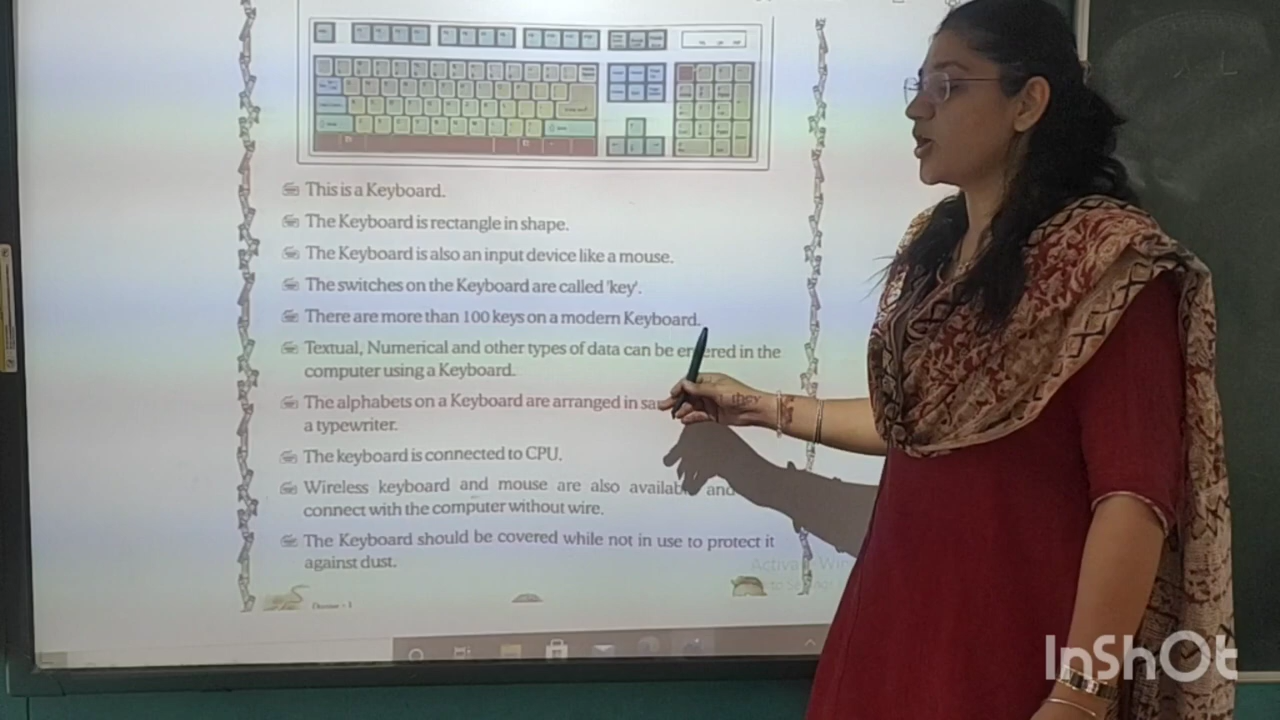 This is a Keyboard.
The Keyboard is rectangle in shape.
The Keyboard is also an input device like a mouse.
The switches on the Keyboard are called 'key'.
There are more than 100 keys on a modern Keyboard.
Textual, Numerical and other types of data can be entered in the
computer using a Keyboard.
The alphabets on a Keyboard are arranged in they
a typewriter.
The keyboard is connected to CPU.
Wireless keyboard and mouse are also available and
connect with the computer without wire.
The Keyboard should be covered while not in use to protect it
against dust.
InShOt